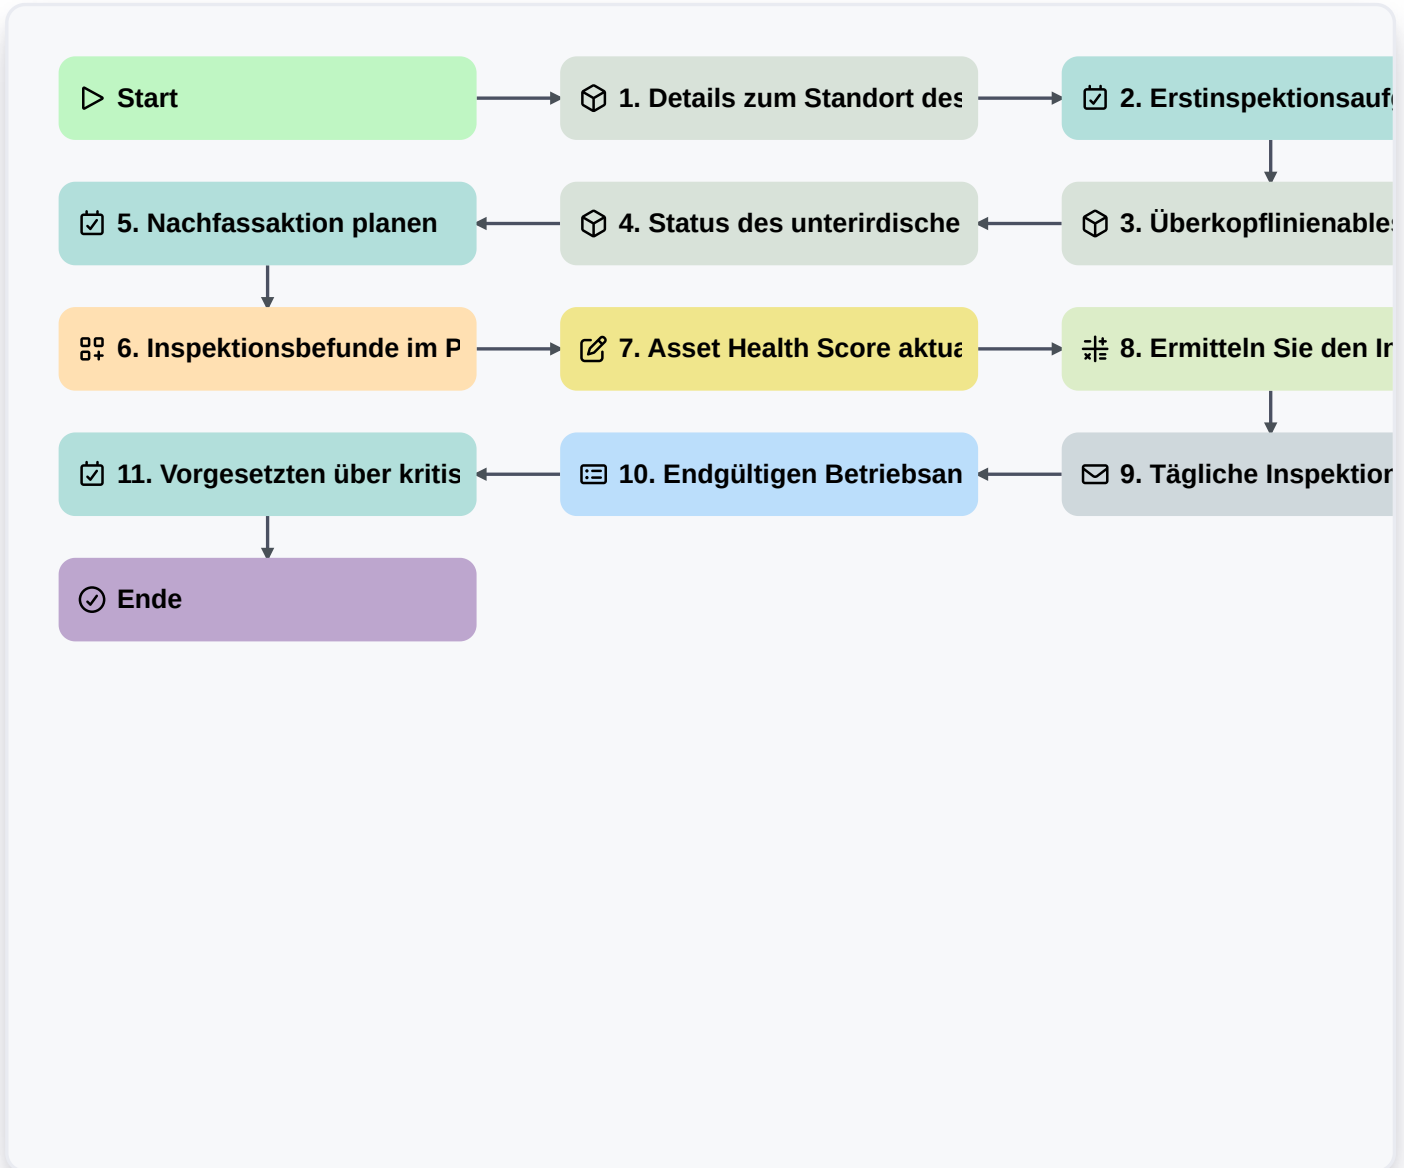 Start
1. Details zum Standort des
2. Erstinspektionsauf
5. Nachfassaktion planen
4. Status des unterirdische
3. Überkopflinienables
6. Inspektionsbefunde im P
7. Asset Health Score aktua
8. Ermitteln Sie den In
11. Vorgesetzten über kritis
10. Endgültigen Betriebsan
9. Tägliche Inspektion
Ende